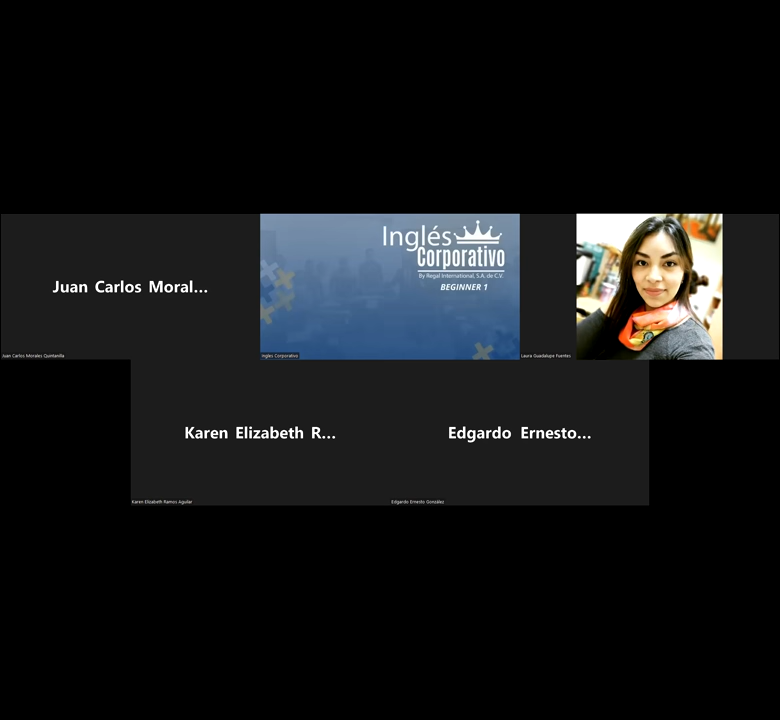 Juan Carlos Moral...
Juan Carlos Morales Quintanilla
Inglés
Corporativo
By Regal International, S.A. de C.V.
BEGINNER 1
Ingles Corporativo
Laura Guadalupe Fuentes
Karen Elizabeth R...
Karen Elizabeth Ramos Aguilar
Edgardo Ernesto...
Edgardo Ernesto González